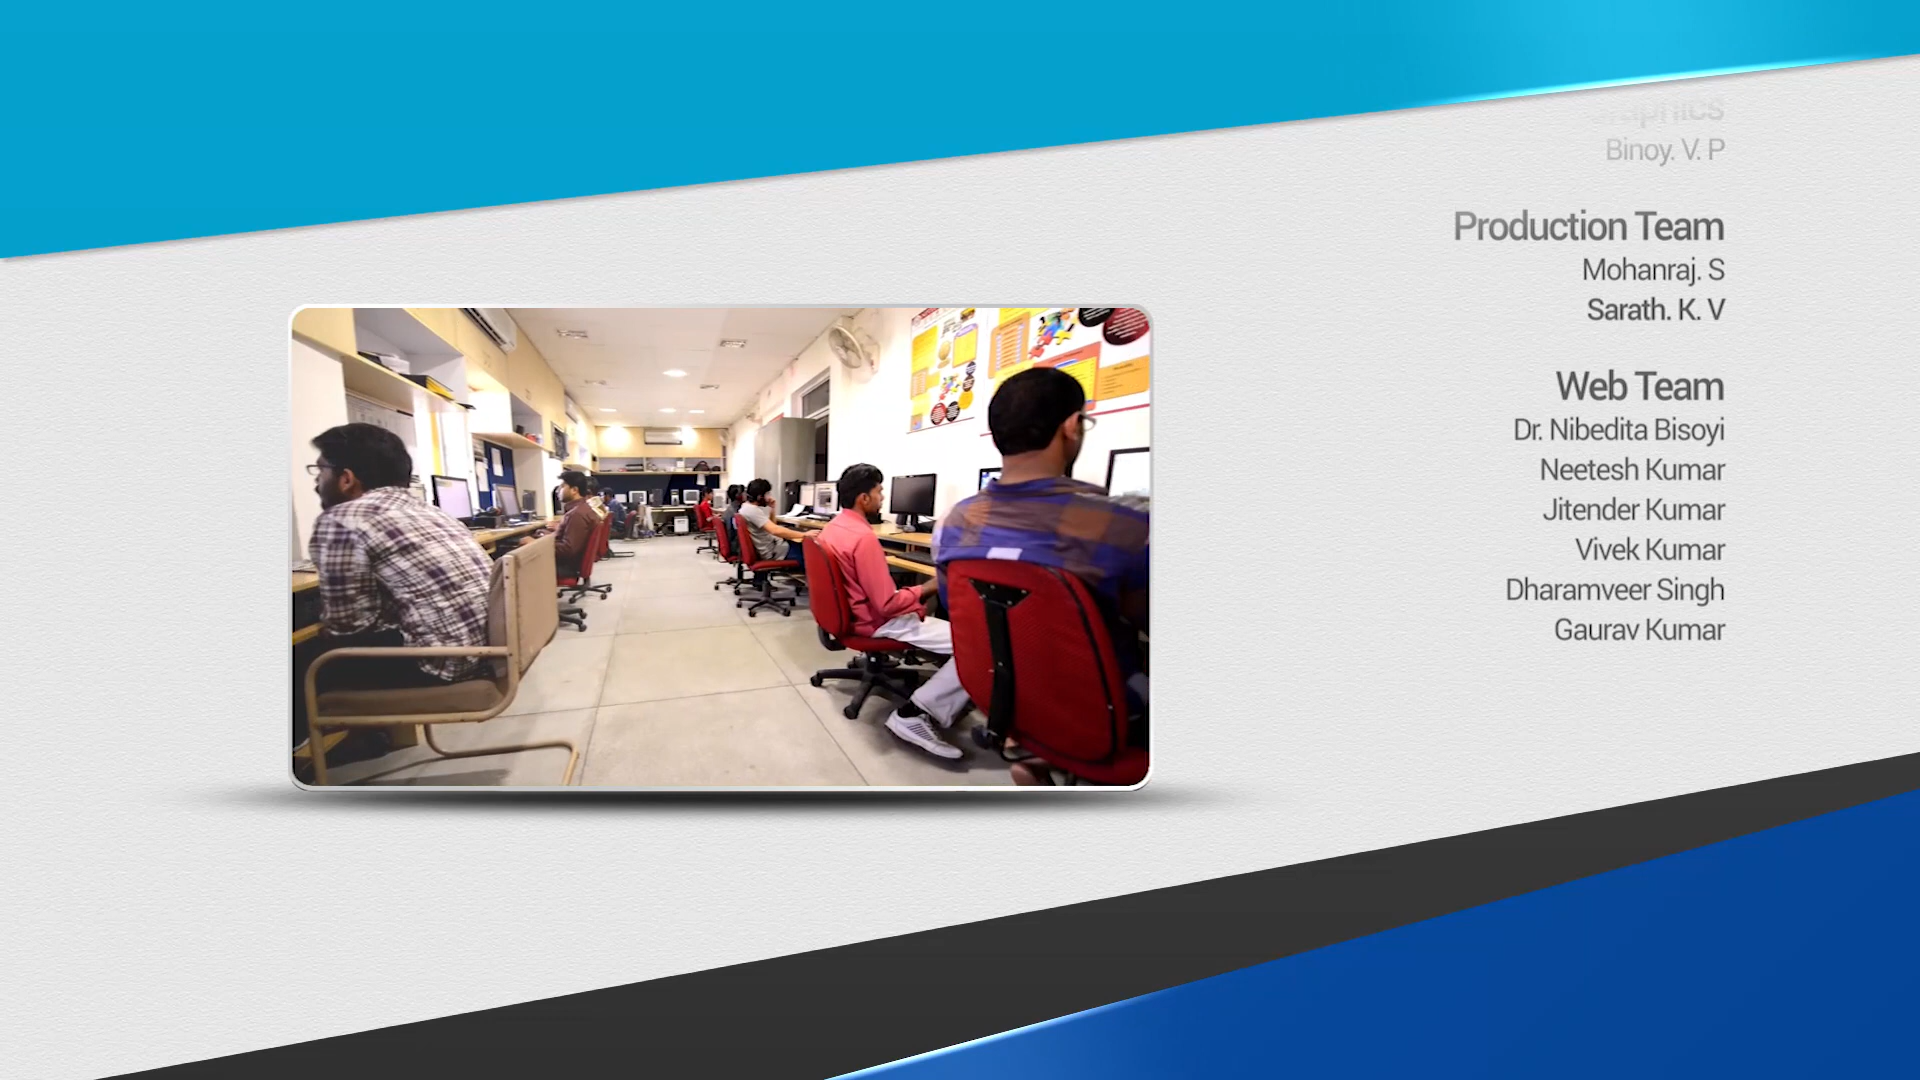 Graphics
Binoy. V. P
Production Team
Mohanraj. S
Sarath. K. V
Web Team
Dr. Nibedita Bisoyi
Neetesh Kumar
Jitender Kumar
Vivek Kumar
Dharamveer Singh
Gaurav Kumar